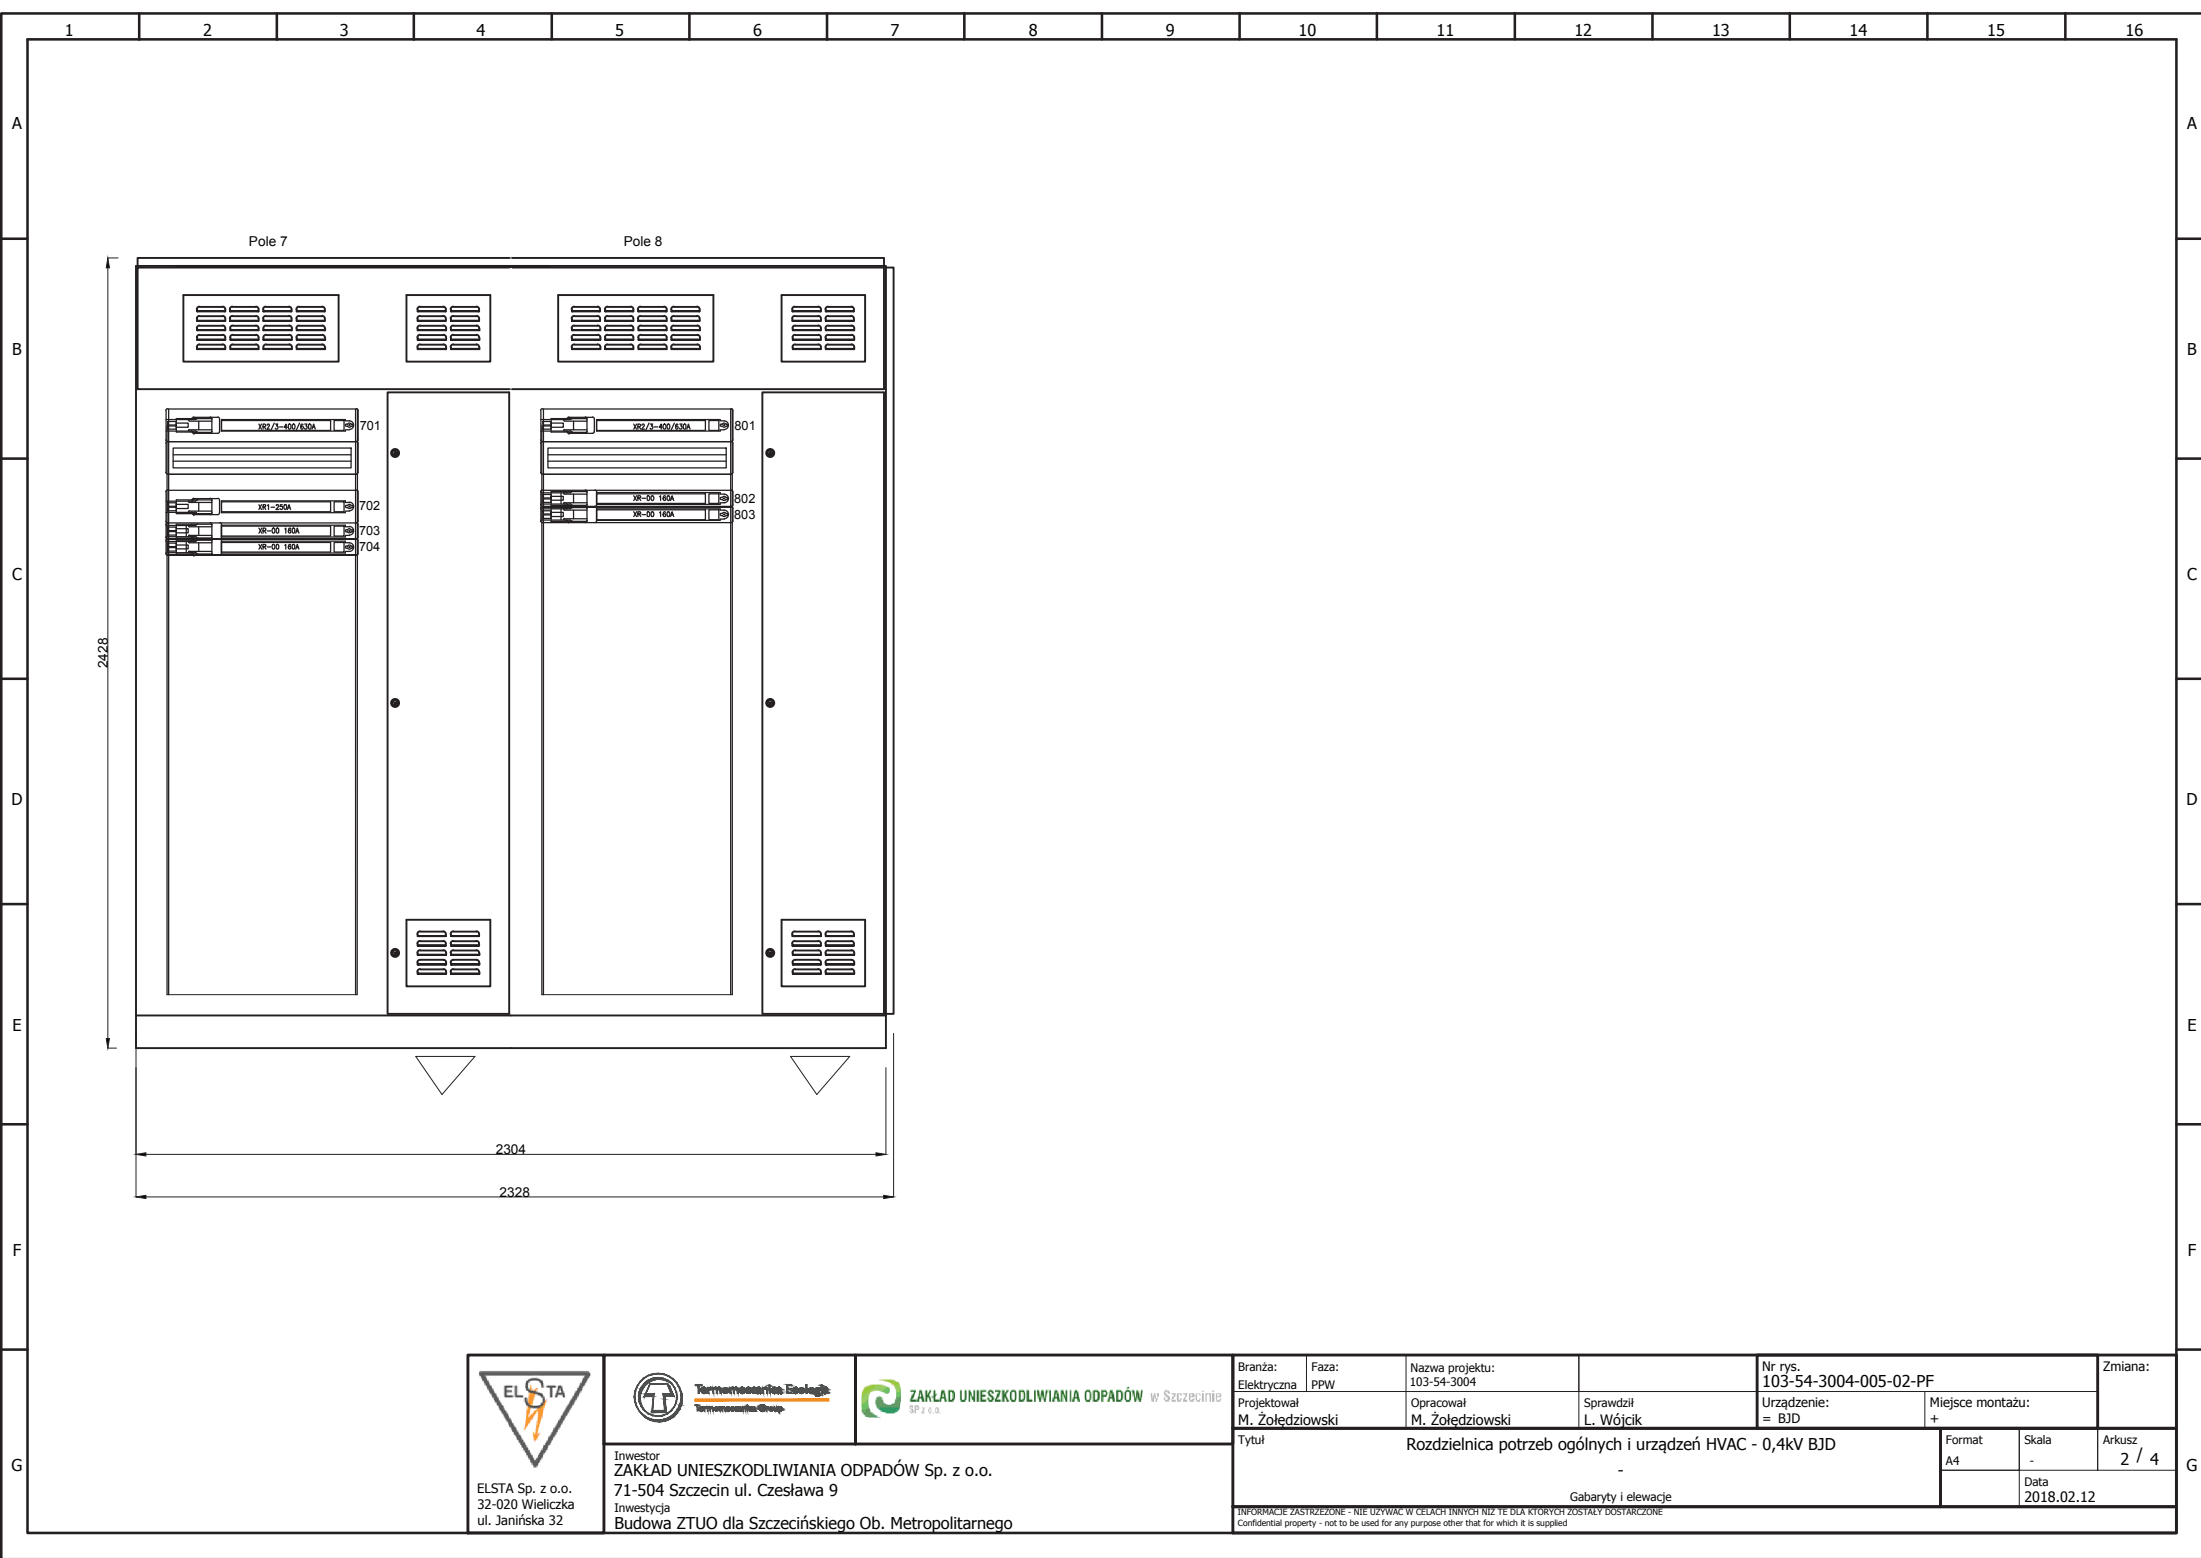 1 2 3 4 5 6 7 8 9 10 11 12 13 14 15 16
A A
Pole 7 Pole 8
B B
XR2/3-400/630A 701 XR2/3-400/630A 801
XR-00 160A 802
XR1-250A 702
XR-00 160A 803
XR-00 160A 703
XR-00 160A 704
C C
2428
D D
E E
2304
2328
F F
G G
ELSTA
ELSTA Sp. z o.o.
32-020 Wieliczka
ul. Janińska 32
Termomecanica Ecologia
Termomecanica Group
ZAKŁAD UNIESZKODLIWIANIA ODPADÓW w Szczecinie
SP z o.o.
Inwestor
ZAKŁAD UNIESZKODLIWIANIA ODPADÓW Sp. z o.o.
71-504 Szczecin ul. Czesława 9
Inwestycja
Budowa ZTUO dla Szczecińskiego Ob. Metropolitarnego
Branża: Faza: Nazwa projektu: Nr rys. Zmiana:
Elektryczna PPW 103-54-3004 103-54-3004-005-02-PF
Projektował Opracował Sprawdził Urządzenie: Miejsce montażu:
M. Żołędziowski M. Żołędziowski L. Wójcik = BJD +
Tytuł Rozdzielnica potrzeb ogólnych i urządzeń HVAC - 0,4kV BJD Format Skala Arkusz
- A4 - 2 / 4
Gabaryty i elewacje Data
2018.02.12
INFORMACJE ZASTRZEŻONE - NIE UŻYWAĆ W CELACH INNYCH NIŻ TE DLA KTÓRYCH ZOSTAŁY DOSTARCZONE
Confidential property - not to be used for any purpose other that for which it is supplied